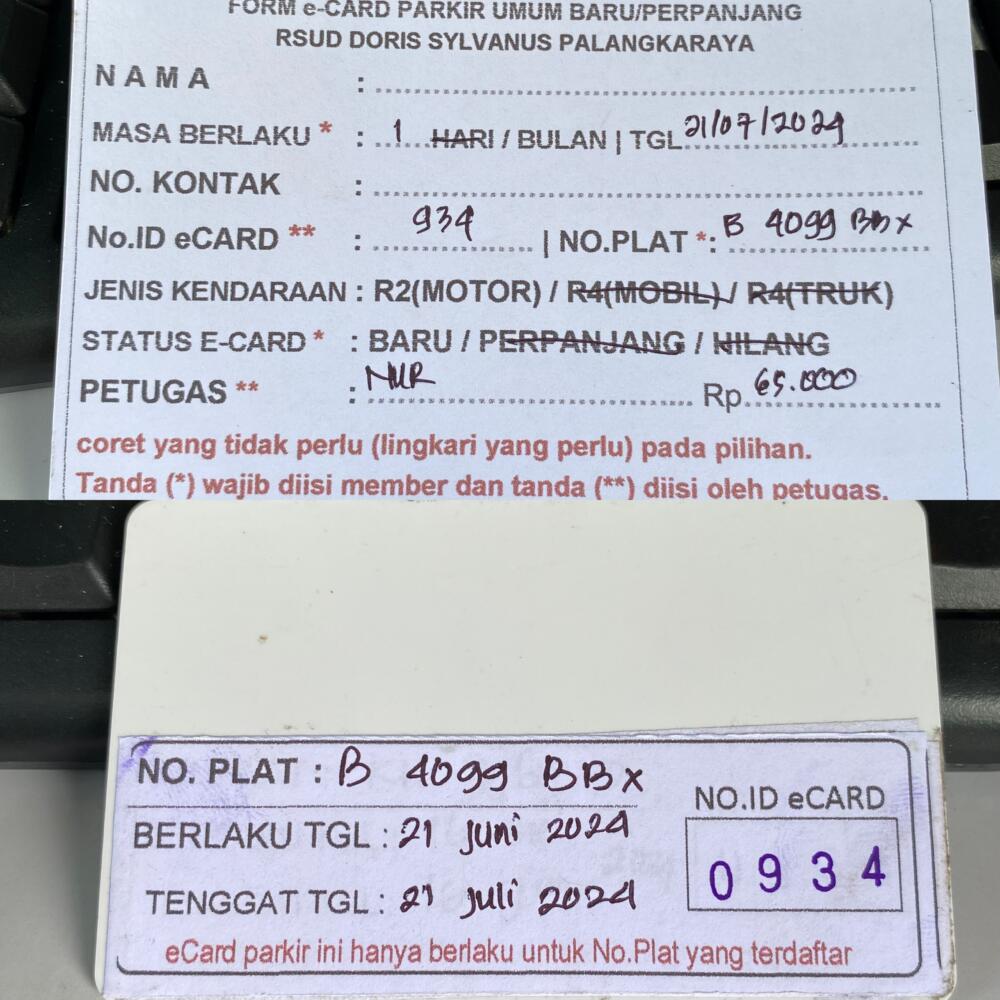 FORM e-CARD PARKIR UMUM BARU/PERPANJANG
RSUD DORIS SYLVANUS PALANGKARAYA
N A M A :
MASA BERLAKU * : 1 HARI / BULAN | TGL 21/07/2024
NO. KONTAK :
No.ID eCARD ** : 934 | NO.PLAT *: B 4099 BBX
JENIS KENDARAAN : R2(MOTOR) / R4(MOBIL) / R4(TRUK)
STATUS E-CARD * : BARU / PERPANJANG / HILANG
PETUGAS ** : NUR Rp. 65.000
coret yang tidak perlu (lingkari yang perlu) pada pilihan.
Tanda (*) wajib diisi member dan tanda (**) diisi oleh petugas.
NO. PLAT : B 4099 BBX
NO.ID eCARD
BERLAKU TGL : 21 Juni 2024
0934
TENGGAT TGL : 21 Juli 2024
eCard parkir ini hanya berlaku untuk No.Plat yang terdaftar